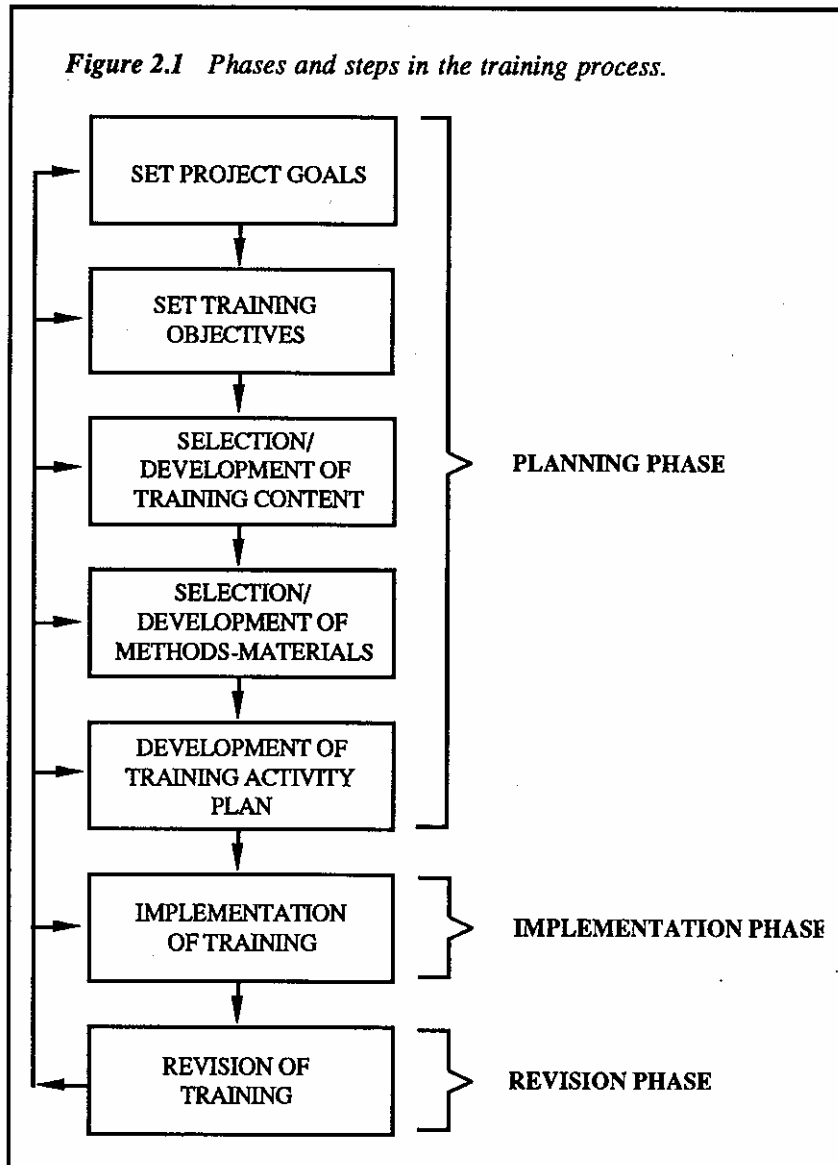 Figure 2.1 Phases and steps in the training process.
SET PROJECT GOALS
SET TRAINING
OBJECTIVES
SELECTION/
DEVELOPMENT OF
TRAINING CONTENT
PLANNING PHASE
SELECTION/
DEVELOPMENT OF
METHODS-MATERIALS
DEVELOPMENT OF
TRAINING ACTIVITY
PLAN
IMPLEMENTATION
OF TRAINING
IMPLEMENTATION PHASE
REVISION OF
TRAINING
REVISION PHASE